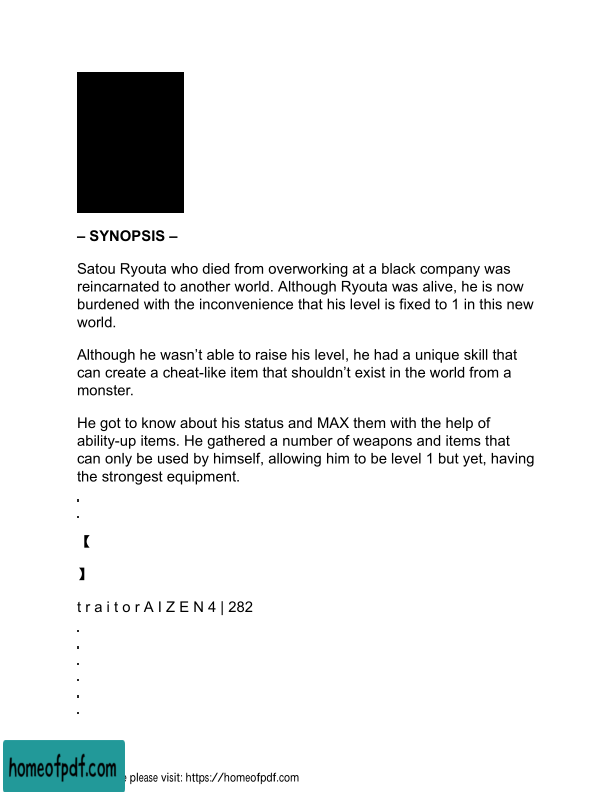 – SYNOPSIS –
Satou Ryouta who died from overworking at a black company was
reincarnated to another world. Although Ryouta was alive, he is now
burdened with the inconvenience that his level is fixed to 1 in this new
world.
Although he wasn’t able to raise his level, he had a unique skill that
can create a cheat-like item that shouldn’t exist in the world from a
monster.
He got to know about his status and MAX them with the help of
ability-up items. He gathered a number of weapons and items that
can only be used by himself, allowing him to be level 1 but yet, having
the strongest equipment.
.
.
【
】
t r a i t o r A I Z E N 4 | 282
.
.
.
.
.
.
homeofpdf.com
please visit: https://homeofpdf.com